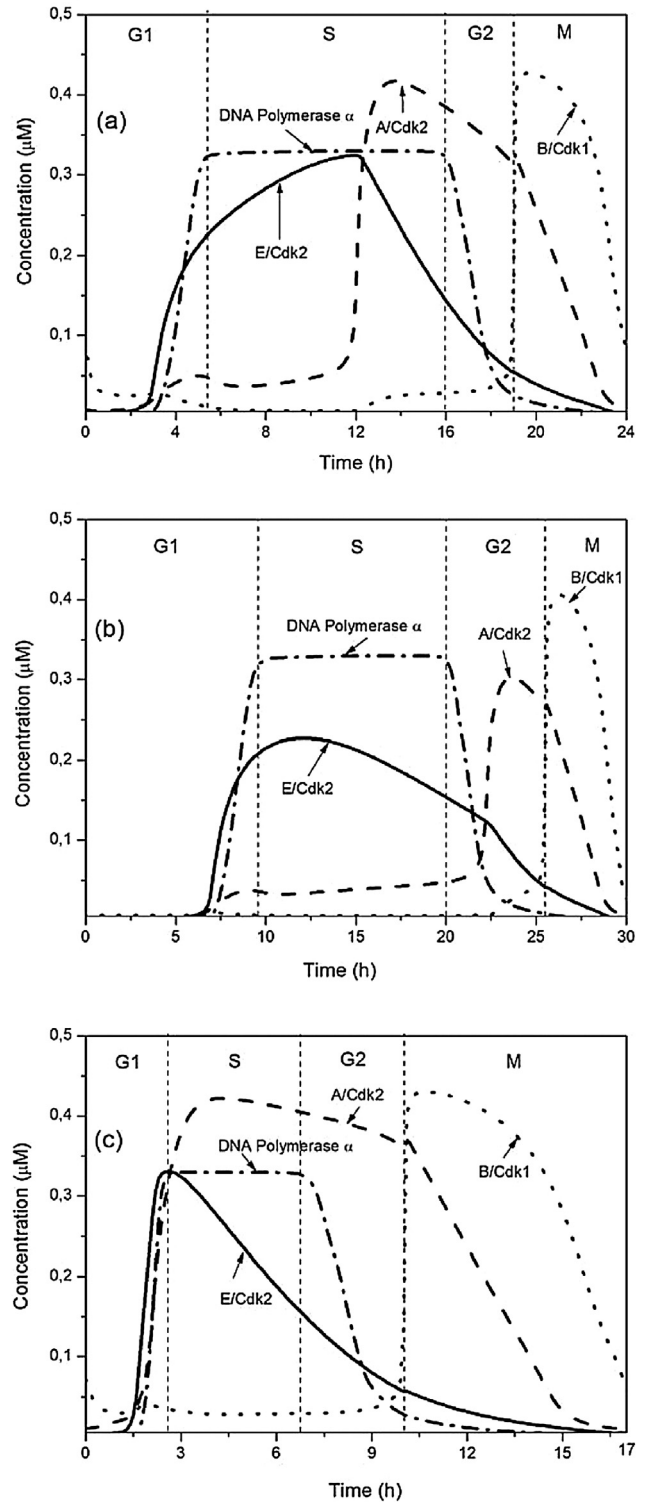 0,5
G1 S G2 M
(a)
0,4
A/Cdk2
DNA Polymerase α
B/Cdk1
0,3
Concentration (µM)
E/Cdk2
0,2
0,1
0 4 8 12 16 20 24
Time (h)
0,5
G1 S G2 M
B/Cdk1
(b)
0,4
DNA Polymerase α
A/Cdk2
0,3
Concentration (µM)
E/Cdk2
0,2
0,1
0 5 10 15 20 25 30
Time (h)
0,5
G1 S G2 M
A/Cdk2
(c)
0,4
DNA Polymerase α
B/Cdk1
0,3
Concentration (µM)
E/Cdk2
0,2
0,1
0 3 6 9 12 15 17
Time (h)